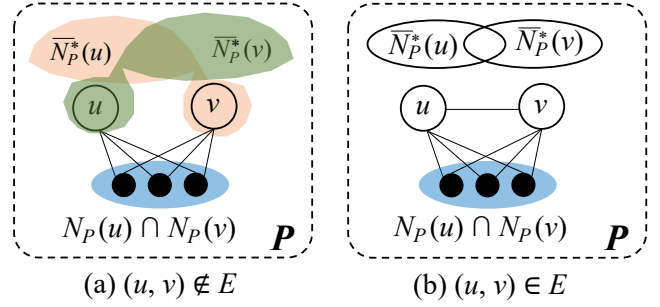 N̅*_P(u) N̅*_P(v)
u v
N_P(u) ∩ N_P(v) P
(a) (u, v) ∉ E
N̅*_P(u) N̅*_P(v)
u v
N_P(u) ∩ N_P(v) P
(b) (u, v) ∈ E